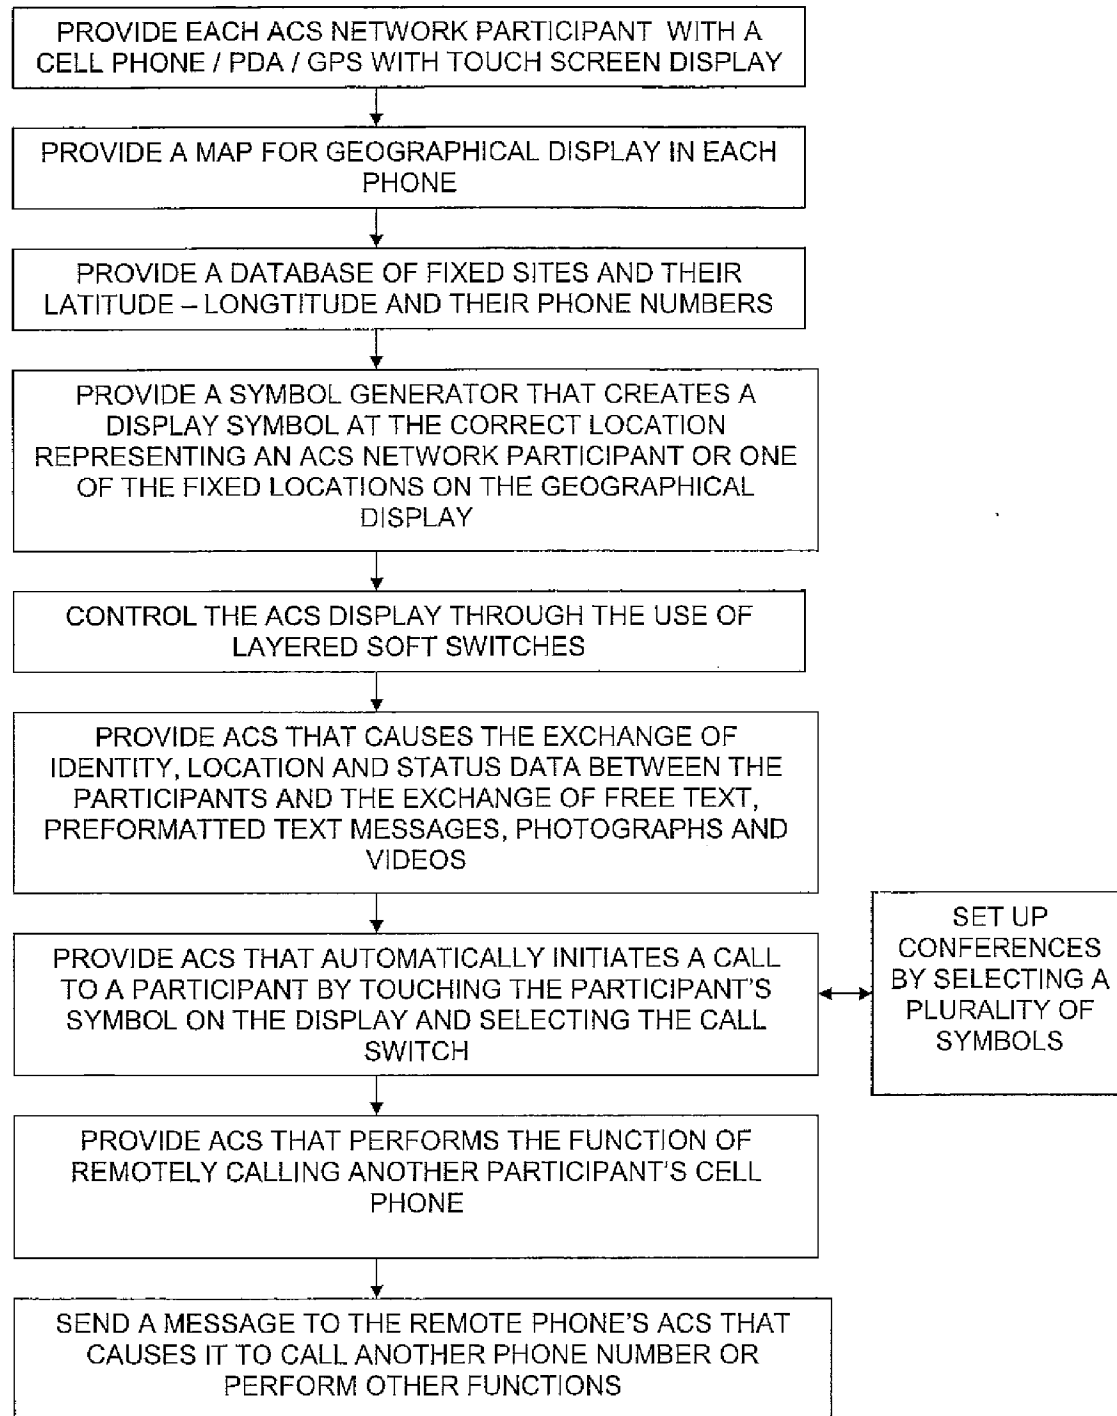 PROVIDE EACH ACS NETWORK PARTICIPANT WITH A
CELL PHONE / PDA / GPS WITH TOUCH SCREEN DISPLAY
PROVIDE A MAP FOR GEOGRAPHICAL DISPLAY IN EACH
PHONE
PROVIDE A DATABASE OF FIXED SITES AND THEIR
LATITUDE – LONGTITUDE AND THEIR PHONE NUMBERS
PROVIDE A SYMBOL GENERATOR THAT CREATES A
DISPLAY SYMBOL AT THE CORRECT LOCATION
REPRESENTING AN ACS NETWORK PARTICIPANT OR ONE
OF THE FIXED LOCATIONS ON THE GEOGRAPHICAL
DISPLAY
CONTROL THE ACS DISPLAY THROUGH THE USE OF
LAYERED SOFT SWITCHES
PROVIDE ACS THAT CAUSES THE EXCHANGE OF
IDENTITY, LOCATION AND STATUS DATA BETWEEN THE
PARTICIPANTS AND THE EXCHANGE OF FREE TEXT,
PREFORMATTED TEXT MESSAGES, PHOTOGRAPHS AND
VIDEOS
PROVIDE ACS THAT AUTOMATICALLY INITIATES A CALL
TO A PARTICIPANT BY TOUCHING THE PARTICIPANT'S
SYMBOL ON THE DISPLAY AND SELECTING THE CALL
SWITCH
SET UP
CONFERENCES
BY SELECTING A
PLURALITY OF
SYMBOLS
PROVIDE ACS THAT PERFORMS THE FUNCTION OF
REMOTELY CALLING ANOTHER PARTICIPANT'S CELL
PHONE
SEND A MESSAGE TO THE REMOTE PHONE'S ACS THAT
CAUSES IT TO CALL ANOTHER PHONE NUMBER OR
PERFORM OTHER FUNCTIONS